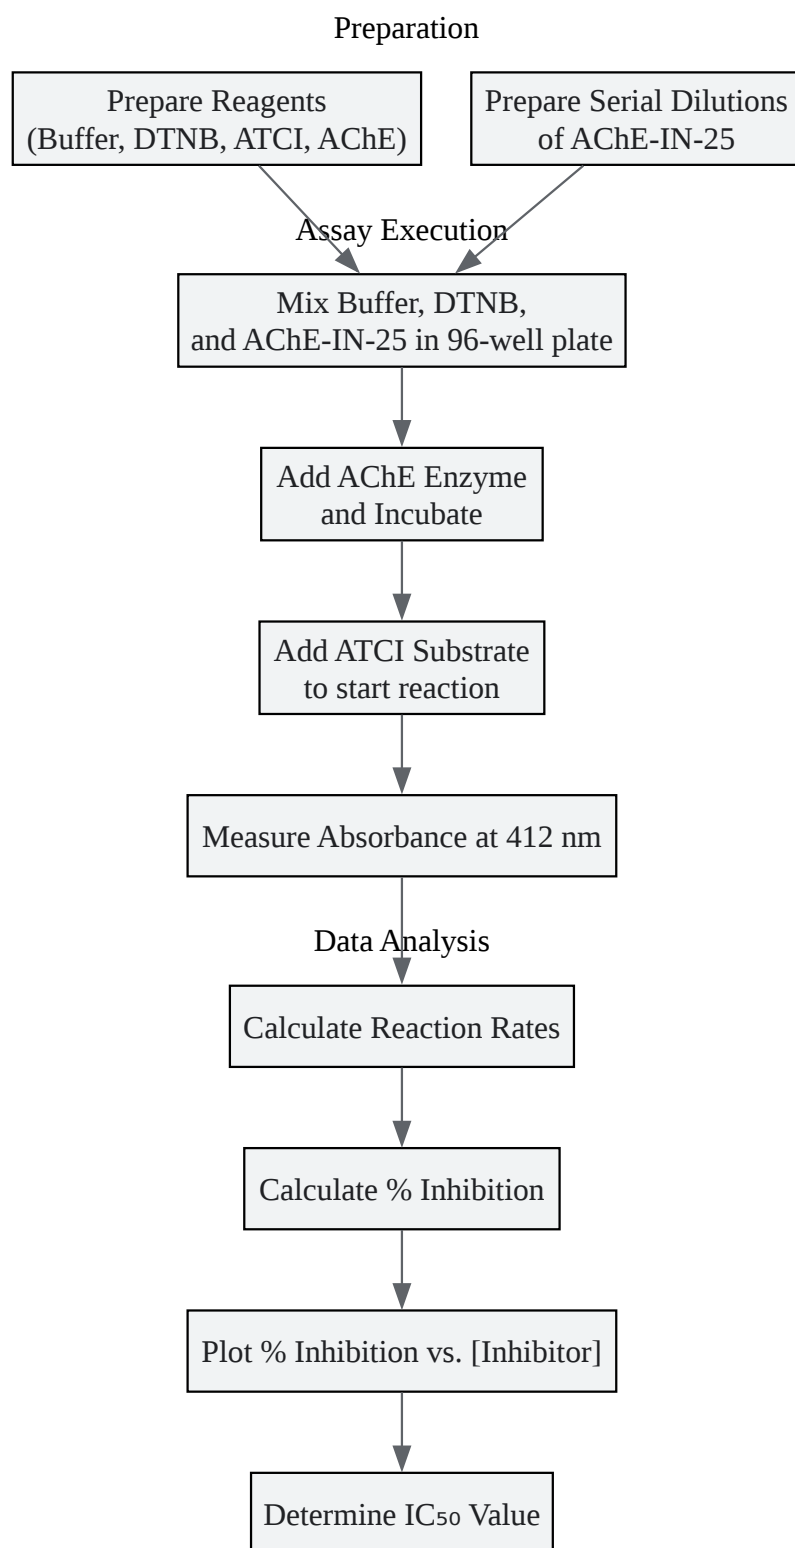 Preparation
Prepare Reagents
(Buffer, DTNB, ATCI, AChE)
Prepare Serial Dilutions
of AChE-IN-25
Assay Execution
Mix Buffer, DTNB,
and AChE-IN-25 in 96-well plate
Add AChE Enzyme
and Incubate
Add ATCI Substrate
to start reaction
Measure Absorbance at 412 nm
Data Analysis
Calculate Reaction Rates
Calculate % Inhibition
Plot % Inhibition vs. [Inhibitor]
Determine IC₅₀ Value